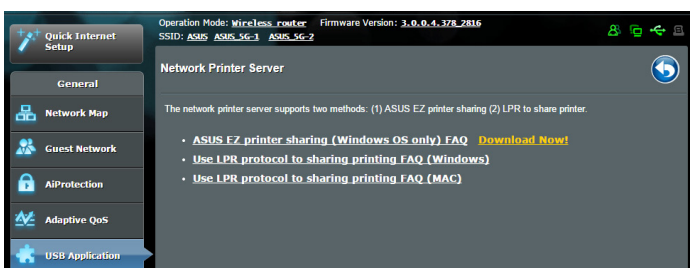 Operation Mode: Wireless router Firmware Version: 3.0.0.4.378_2816
SSID: ASUS ASUS_5G-1 ASUS_5G-2
Quick Internet
Setup
General
Network Map
Guest Network
AiProtection
Adaptive QoS
USB Application
Network Printer Server
The network printer server supports two methods: (1) ASUS EZ printer sharing (2) LPR to share printer.
ASUS EZ printer sharing (Windows OS only) FAQ Download Now!
Use LPR protocol to sharing printing FAQ (Windows)
Use LPR protocol to sharing printing FAQ (MAC)